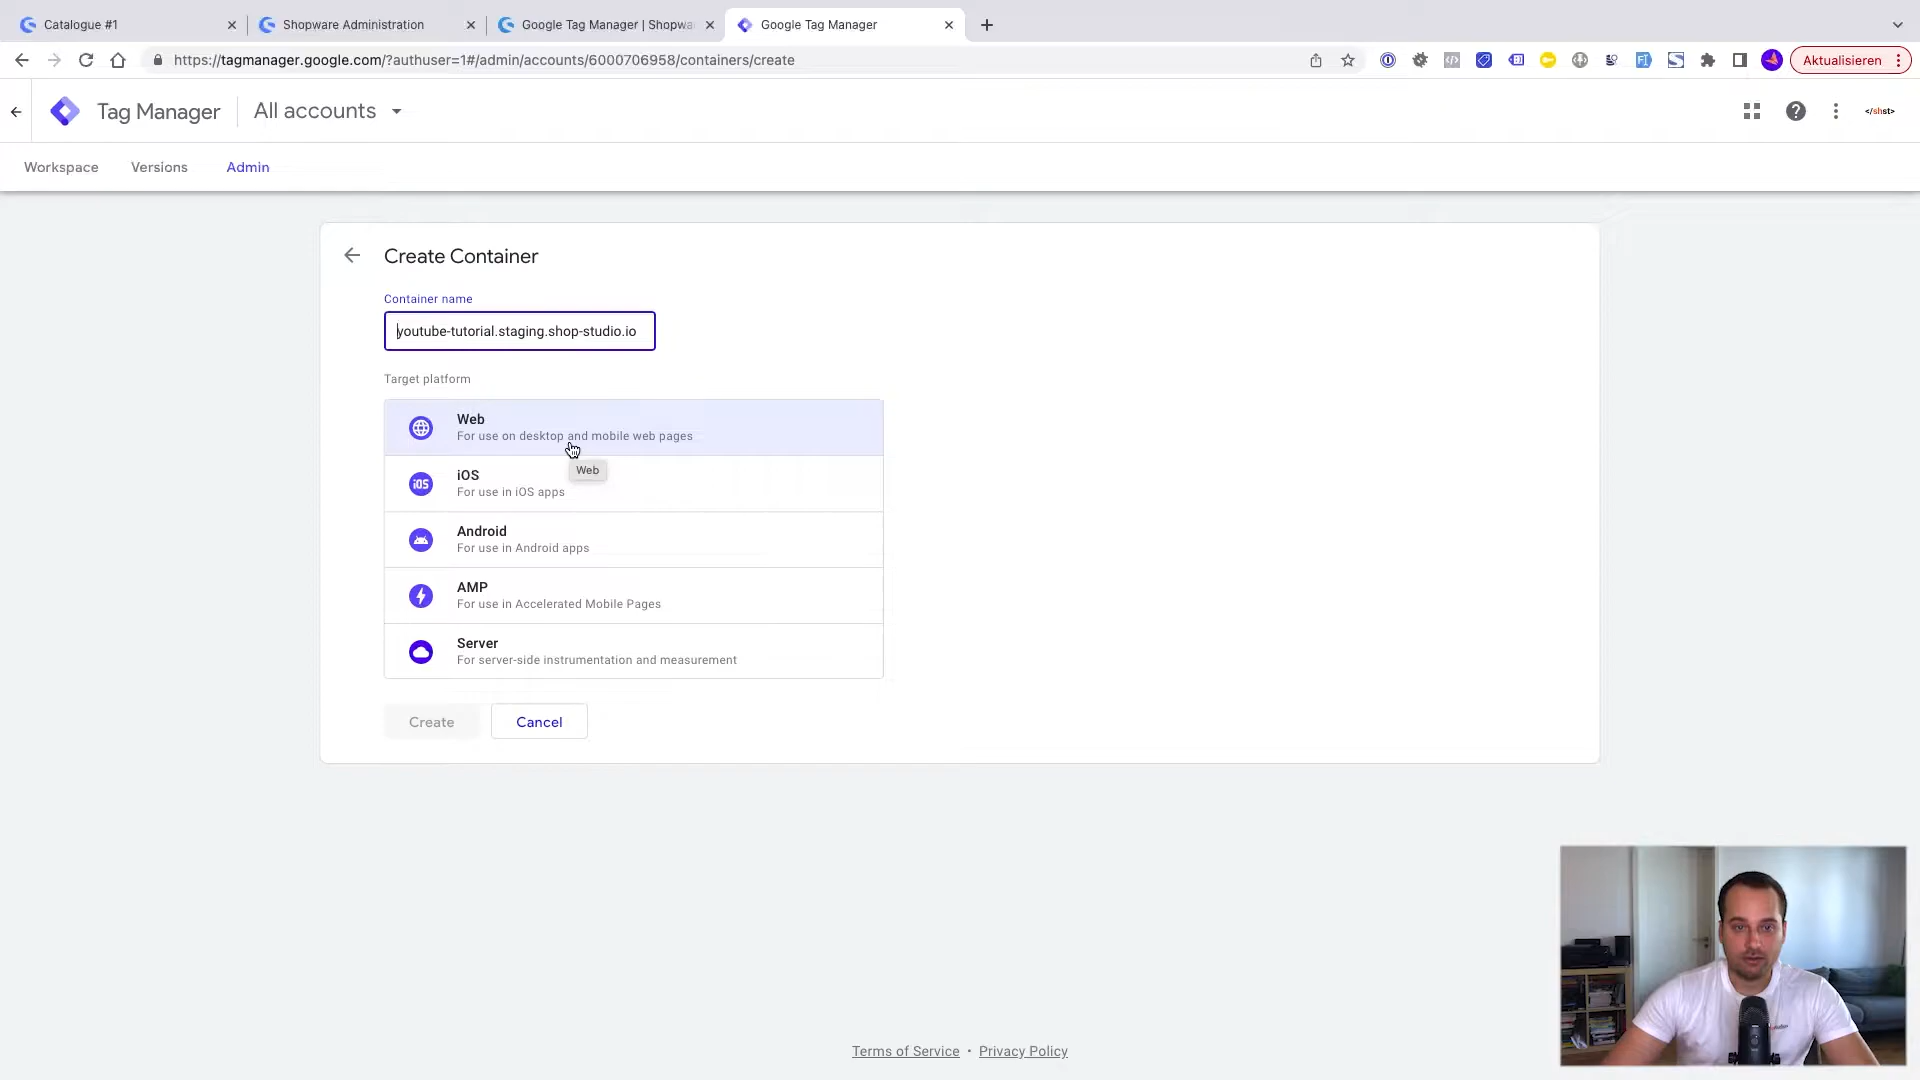 Catalogue #1
Shopware Administration
Google Tag Manager | Shopwa
Google Tag Manager
https://tagmanager.google.com/?authuser=1#/admin/accounts/6000706958/containers/create
Aktualisieren
Tag Manager
All accounts
</shst>
Workspace
Versions
Admin
Create Container
Container name
youtube-tutorial.staging.shop-studio.io
Target platform
Web
For use on desktop and mobile web pages
Web
iOS
iOS
For use in iOS apps
Android
For use in Android apps
AMP
For use in Accelerated Mobile Pages
Server
For server-side instrumentation and measurement
Create
Cancel
Terms of Service • Privacy Policy